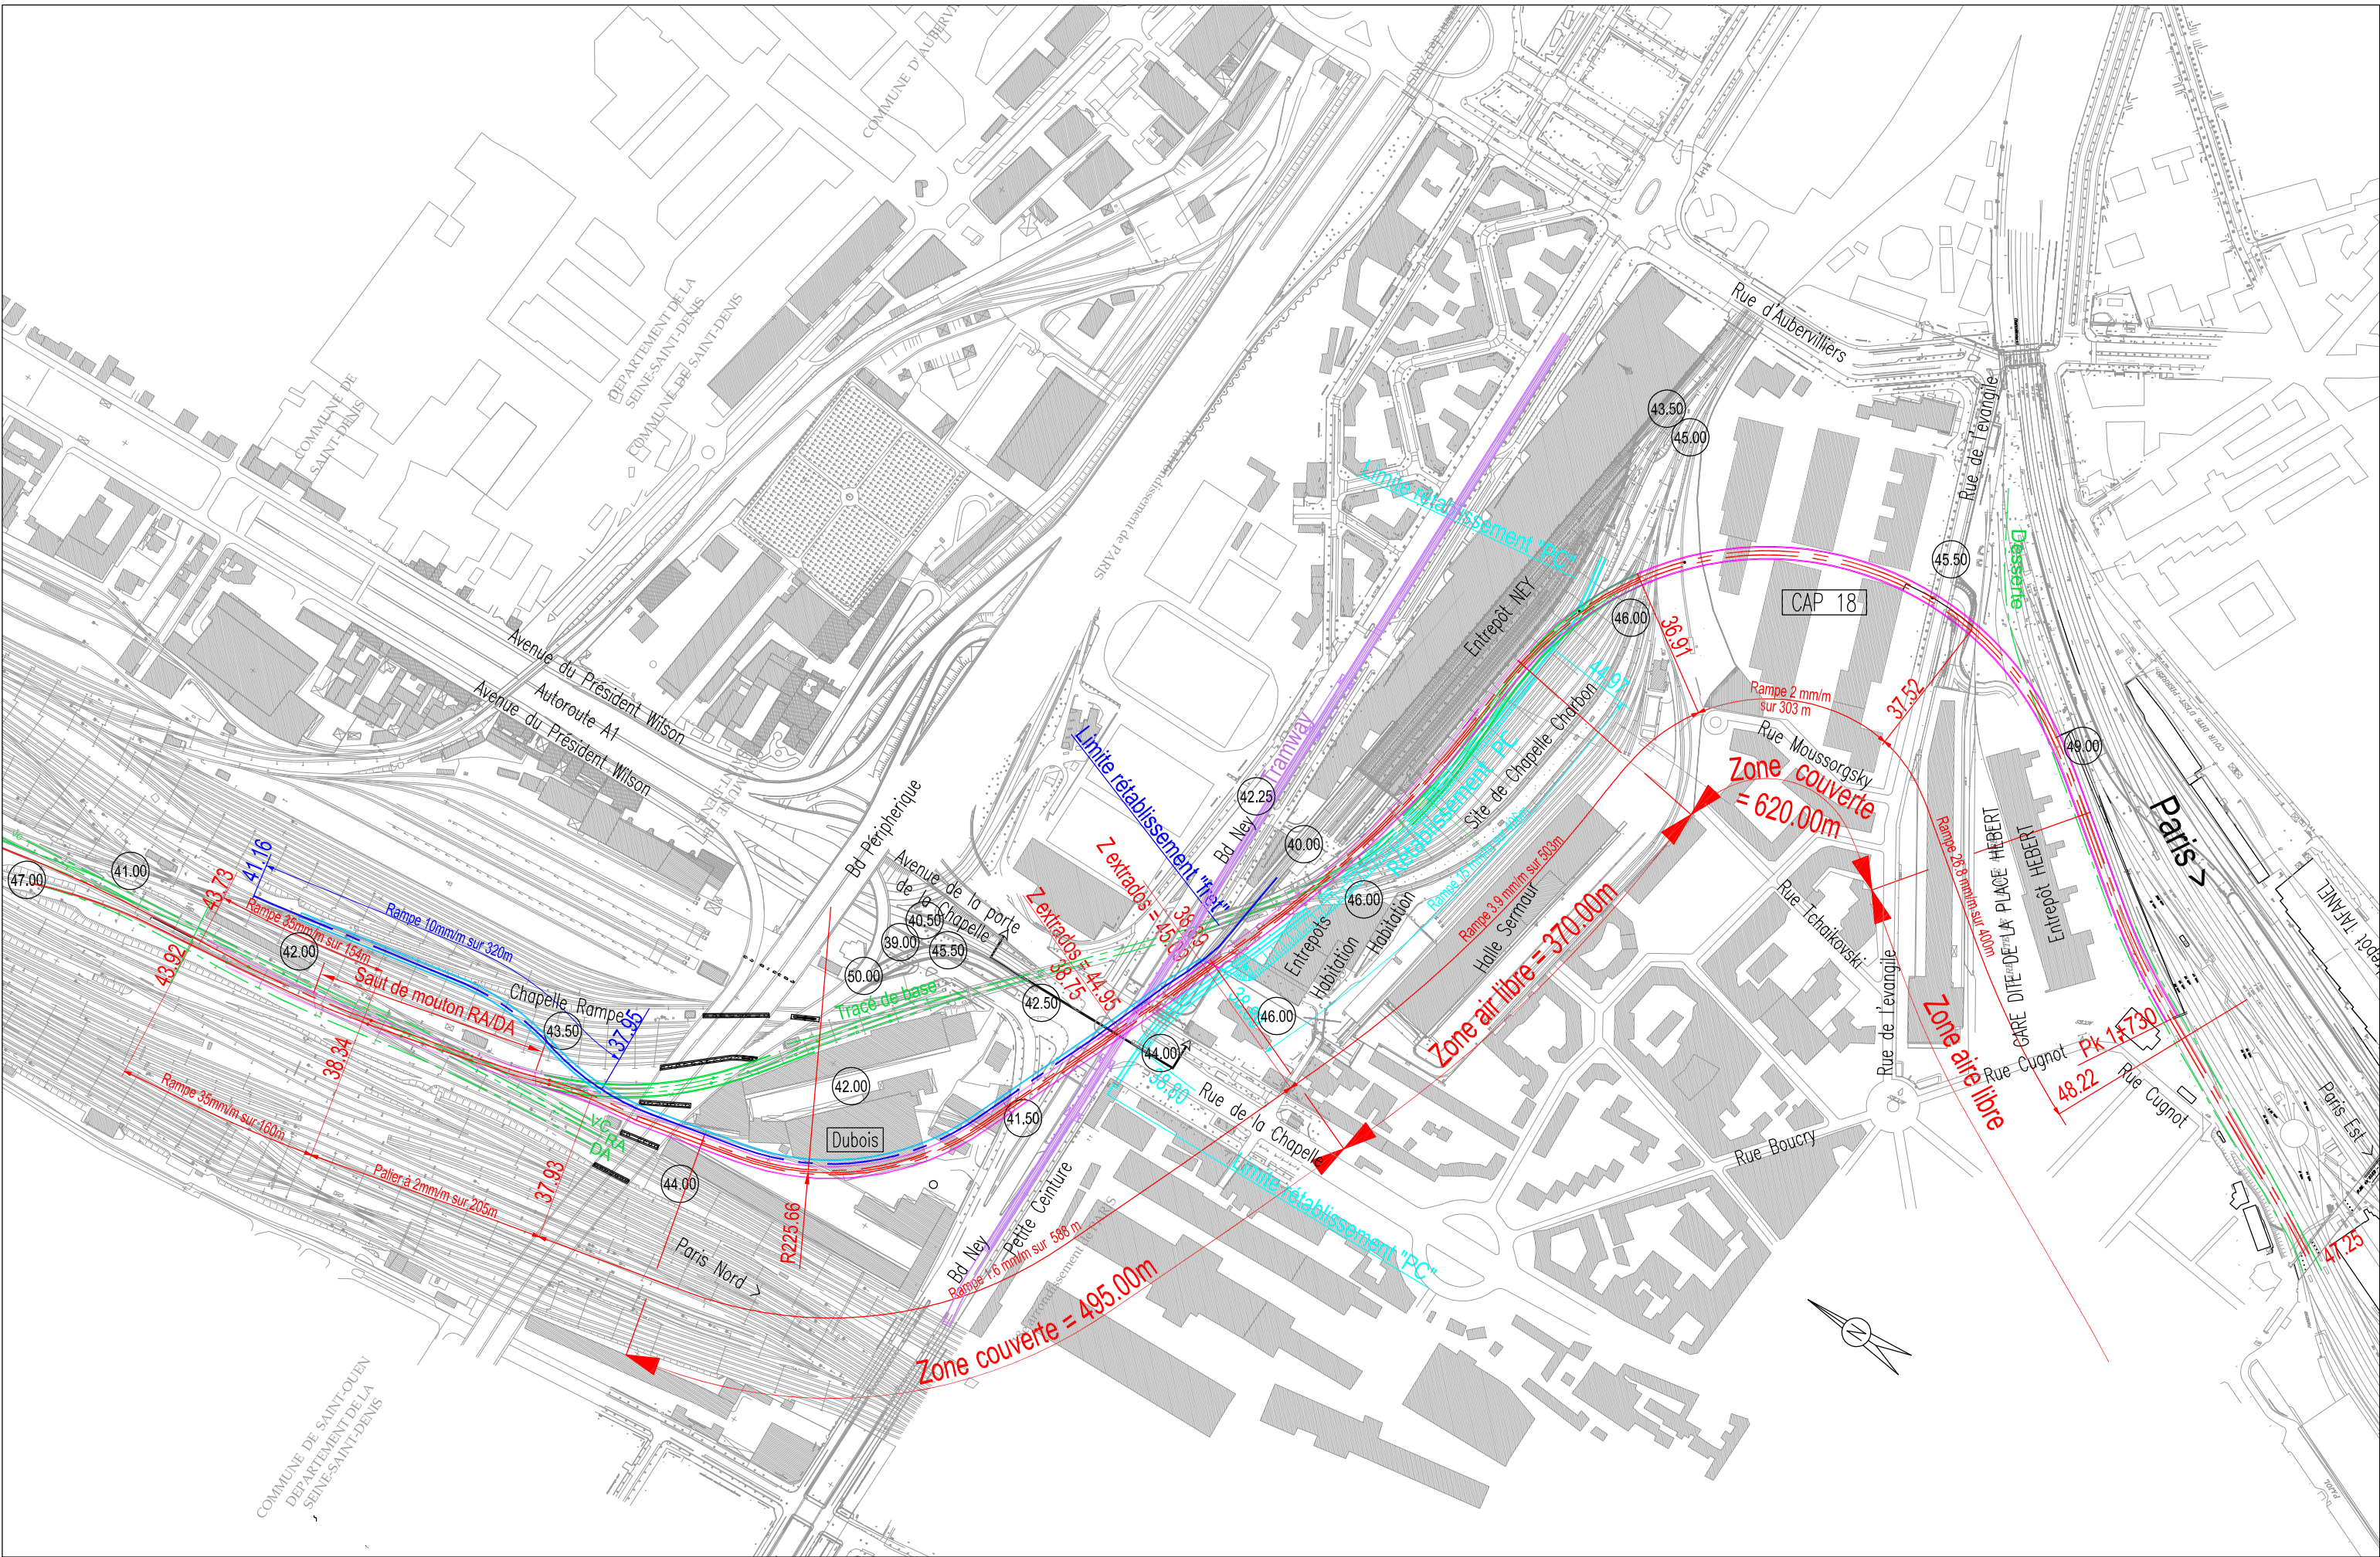 COMMUNE D'AUBERVI
DEPARTEMENT DE LA
SEINE-SAINT-DENIS
COMMUNE DE SAINT-DENIS
COMMUNE DE
SAINT-DENIS
Rue d'Aubervilliers
Rue de l'évangile
Desserte
43.50
45.00
45.50
CAP 18
Limite rétablissement "PC"
Entrepôt NEY
46.00
36.91
44.97
Rampe 2 mm/m
sur 303 m
37.52
Rue Moussorgsky
49.00
Paris >
Avenue du Président Wilson
Autoroute A1
Avenue du Président Wilson
Bd Périphérique
Limite rétablissement "fret"
Tramway
Bd Ney
42.25
40.00
Rétablissement PC
Site de Chapelle Charbon
Zone couverte
= 620.00m
GARE DITE DE LA PLACE HEBERT
Entrepôt HEBERT
Rampe 26.8 mm/m sur 400m
Rue Tchaikovski
Rue de l'évangile
Zone aire libre
Rue Cugnot
Pk 1+730
48.22
Rue Cugnot
Paris Est >
47.25
47.00
41.00
43.73
41.16
43.92
Rampe 35mm/m sur 154m
Rampe 10mm/m sur 320m
42.00
Saut de mouton RA/DA
Chapelle Rampe
43.50
37.95
38.34
Rampe 35mm/m sur 160m
Palier à 2mm/m sur 205m
37.93
VC
RA
DA
44.00
R225.66
Paris Nord >
Dubois
42.00
Tracé de base
50.00
39.00
40.50
45.50
Avenue de la porte
de la Chapelle
42.50
Z extrados = 44.95
38.75
46.00
Entrepots
Habitation
Habitation
Halle Sermaur
Rampe 3.9 mm/m sur 503m
Zone air libre = 370.00m
46.00
44.00
38.80
41.50
Rue de la Chapelle
Limite rétablissement "PC"
Rue Boucry
Bd Ney
Petite Ceinture
Rampe 1.6 mm/m sur 588 m
Zone couverte = 495.00m
N
COMMUNE DE SAINT-OUEN
DEPARTEMENT DE LA
SEINE-SAINT-DENIS